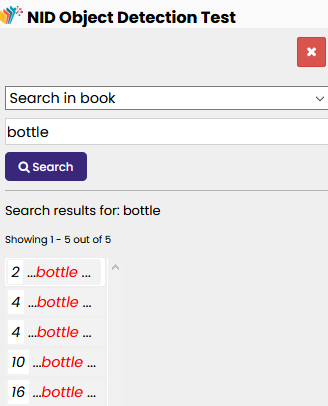 NID Object Detection Test
Search in book
bottle
Search
Search results for: bottle
Showing 1 - 5 out of 5
2 ...bottle ...
4 ...bottle ...
4 ...bottle ...
10 ...bottle ...
16 ...bottle ...